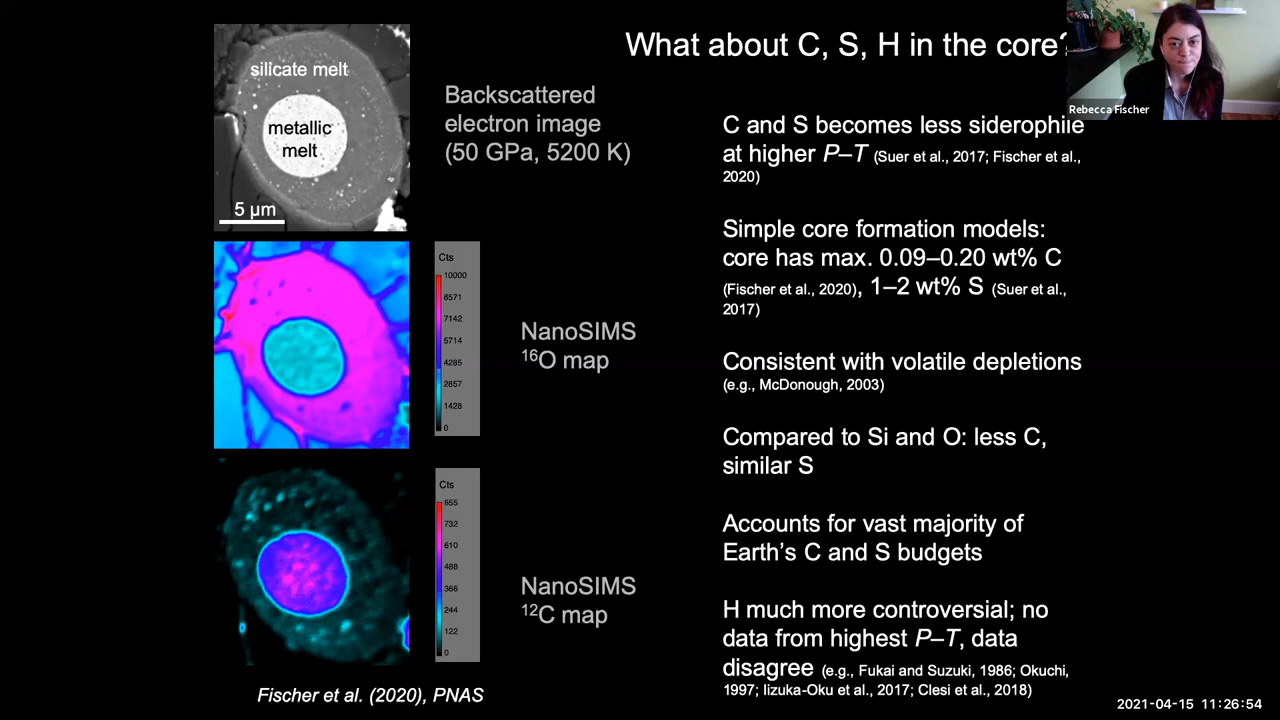 What about C, S, H in the core?
Rebecca Fischer
silicate melt
metallic
melt
5 µm
Backscattered
electron image
(50 GPa, 5200 K)
Cts
10000
8571
7142
5714
4285
2857
1428
0
NanoSIMS
16O map
Cts
855
732
610
488
366
244
122
0
NanoSIMS
12C map
Fischer et al. (2020), PNAS
C and S becomes less siderophile
at higher P–T (Suer et al., 2017; Fischer et al.,
2020)
Simple core formation models:
core has max. 0.09–0.20 wt% C
(Fischer et al., 2020), 1–2 wt% S (Suer et al.,
2017)
Consistent with volatile depletions
(e.g., McDonough, 2003)
Compared to Si and O: less C,
similar S
Accounts for vast majority of
Earth's C and S budgets
H much more controversial; no
data from highest P–T, data
disagree (e.g., Fukai and Suzuki, 1986; Okuchi,
1997; Iizuka-Oku et al., 2017; Clesi et al., 2018)
2021-04-15 11:26:54